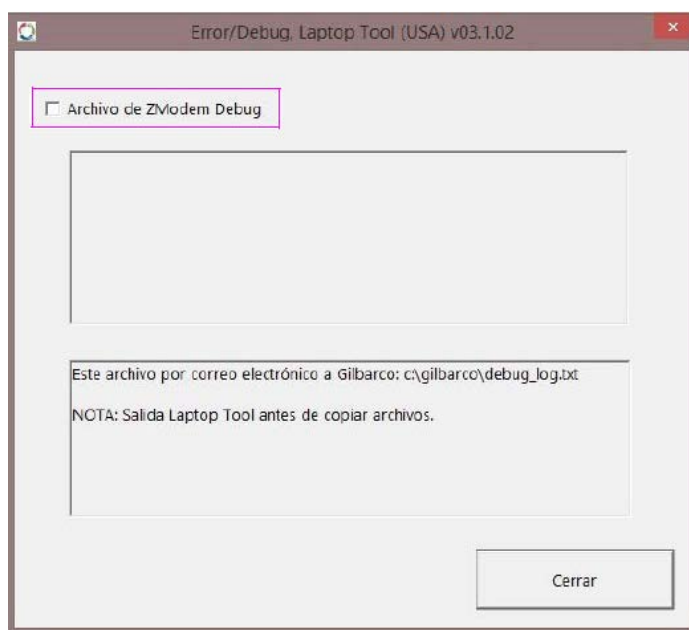 Error/Debug, Laptop Tool (USA) v03.1.02
Archivo de ZModem Debug
Este archivo por correo electrónico a Gilbarco: c:\gilbarco\debug_log.txt
NOTA: Salida Laptop Tool antes de copiar archivos.
Cerrar